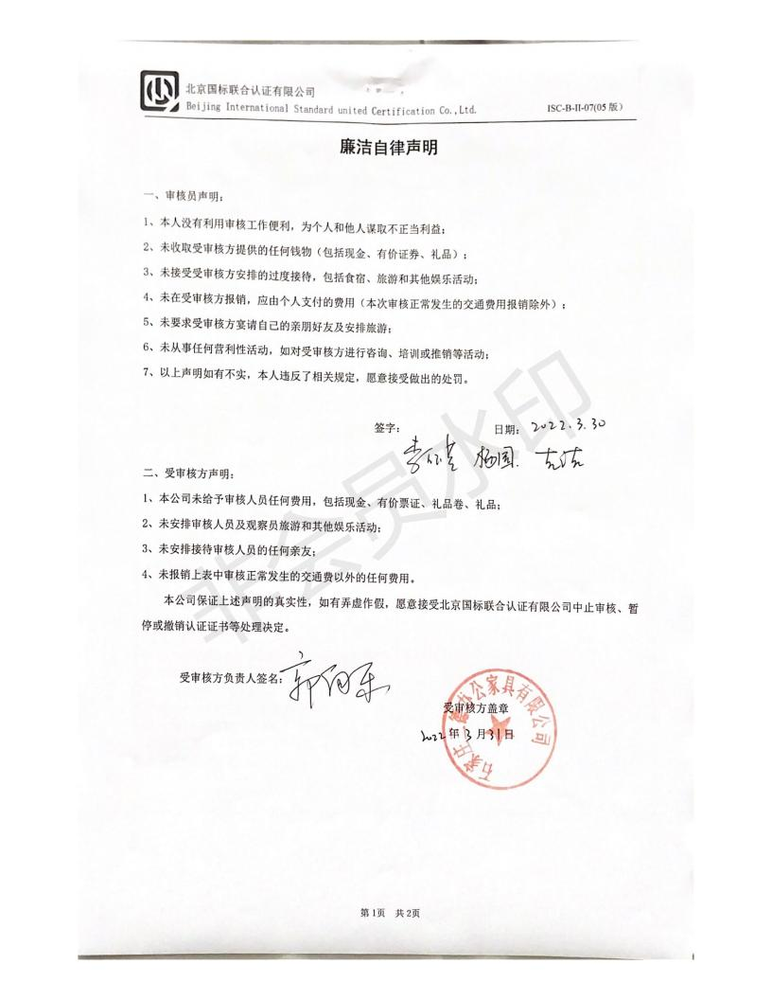 北京国标联合认证有限公司
Beijing International Standard united Certification Co.,Ltd.
ISC-B-II-07(05 版)
廉洁自律声明
一、审核员声明:
1、本人没有利用审核工作便利，为个人和他人谋取不正当利益;
2、未收取受审核方提供的任何钱物（包括现金、有价证券、礼品）;
3、未接受受审核方安排的过度接待，包括食宿、旅游和其他娱乐活动;
4、未在受审核方报销，应由个人支付的费用（本次审核正常发生的交通费用报销除外）;
5、未要求受审核方宴请自己的亲朋好友及安排旅游;
6、未从事任何营利性活动，如对受审核方进行咨询、培训或推销等活动;
7、以上声明如有不实，本人违反了相关规定，愿意接受做出的处罚。
签字: 日期: 2022.3.30
杨园
二、受审核方声明:
1、本公司未给予审核人员任何费用，包括现金、有价票证、礼品卷、礼品;
2、未安排审核人员及观察员旅游和其他娱乐活动;
3、未安排接待审核人员的任何亲友;
4、未报销上表中审核正常发生的交通费以外的任何费用。
本公司保证上述声明的真实性，如有弄虚作假，愿意接受北京国标联合认证有限公司中止审核、暂
停或撤销认证证书等处理决定。
受审核方负责人签名:
受审核方盖章
2022年3月31日
石家庄 办公家具有限公司
非会员水印
第1页 共2页